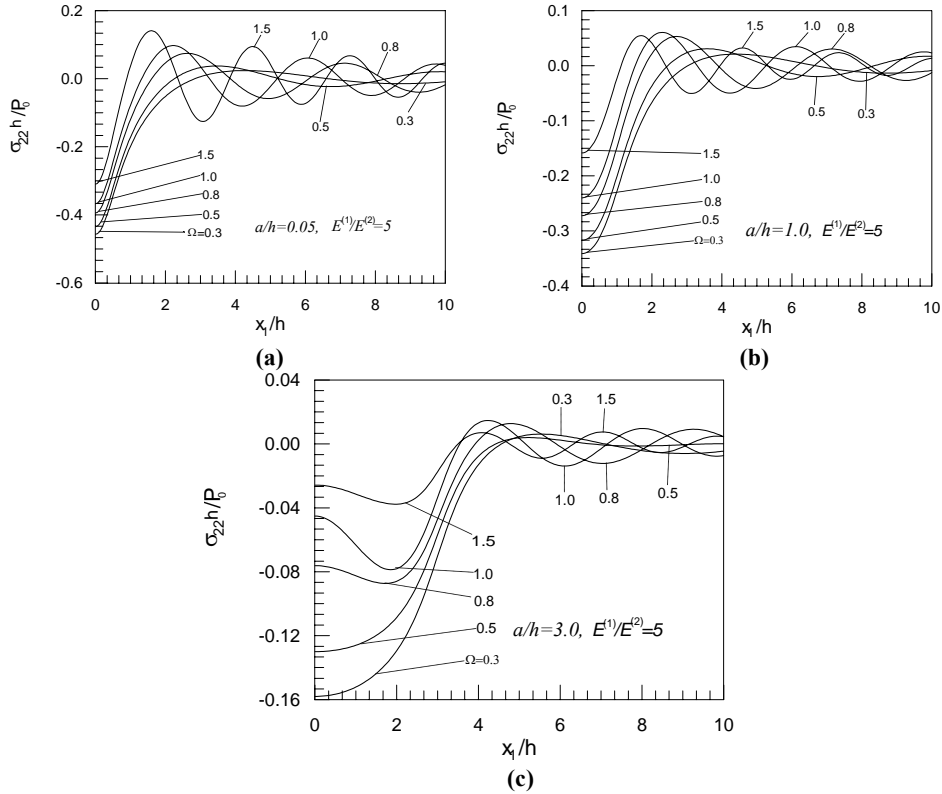 0.2
0.0
-0.2
-0.4
-0.6
σ22h/P0
1.5
1.0
0.8
0.5
0.3
1.5
1.0
0.8
0.5
Ω=0.3
a/h=0.05, E(1)/E(2)=5
0 2 4 6 8 10
x1/h
(a)
0.1
0.0
-0.1
-0.2
-0.3
-0.4
σ22h/P0
1.5
1.0
0.8
0.5
0.3
1.5
1.0
0.8
0.5
Ω=0.3
a/h=1.0, E(1)/E(2)=5
0 2 4 6 8 10
x1/h
(b)
0.04
0.00
-0.04
-0.08
-0.12
-0.16
σ22h/P0
0.3 1.5
1.0 0.8 0.5
1.5
1.0
0.8
0.5
Ω=0.3
a/h=3.0, E(1)/E(2)=5
0 2 4 6 8 10
x1/h
(c)